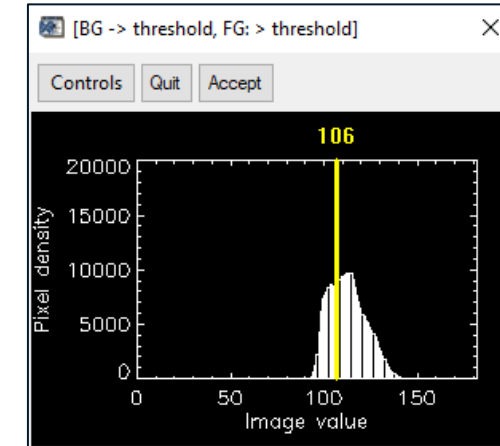 [BG -> threshold, FG: > threshold]
Controls Quit Accept
106
20000
15000
10000
5000
0
Pixel density
0 50 100 150
Image value